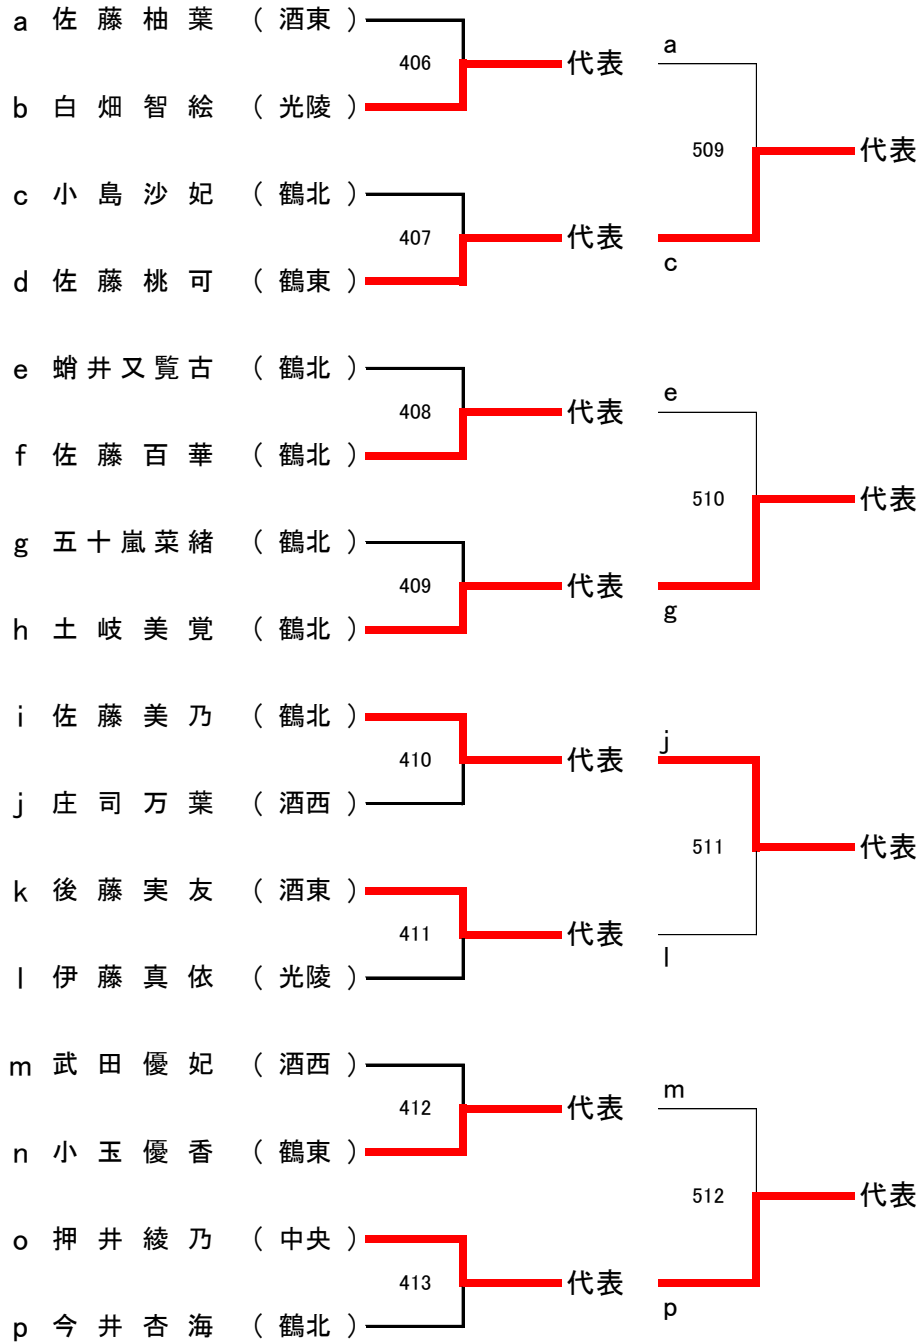 a 佐藤柚葉 （ 酒東 ）
406 代表 a
b 白畑智絵 （ 光陵 ）
509 代表
c 小島沙妃 （ 鶴北 ）
407 代表 c
d 佐藤桃可 （ 鶴東 ）
e 蛸井又覧古 （ 鶴北 ）
408 代表 e
f 佐藤百華 （ 鶴北 ）
510 代表
g 五十嵐菜緒 （ 鶴北 ）
409 代表 g
h 土岐美覚 （ 鶴北 ）
i 佐藤美乃 （ 鶴北 ）
410 代表 j
j 庄司万葉 （ 酒西 ）
511 代表
k 後藤実友 （ 酒東 ）
411 代表 l
l 伊藤真依 （ 光陵 ）
m 武田優妃 （ 酒西 ）
412 代表 m
n 小玉優香 （ 鶴東 ）
512 代表
o 押井綾乃 （ 中央 ）
413 代表 p
p 今井杏海 （ 鶴北 ）